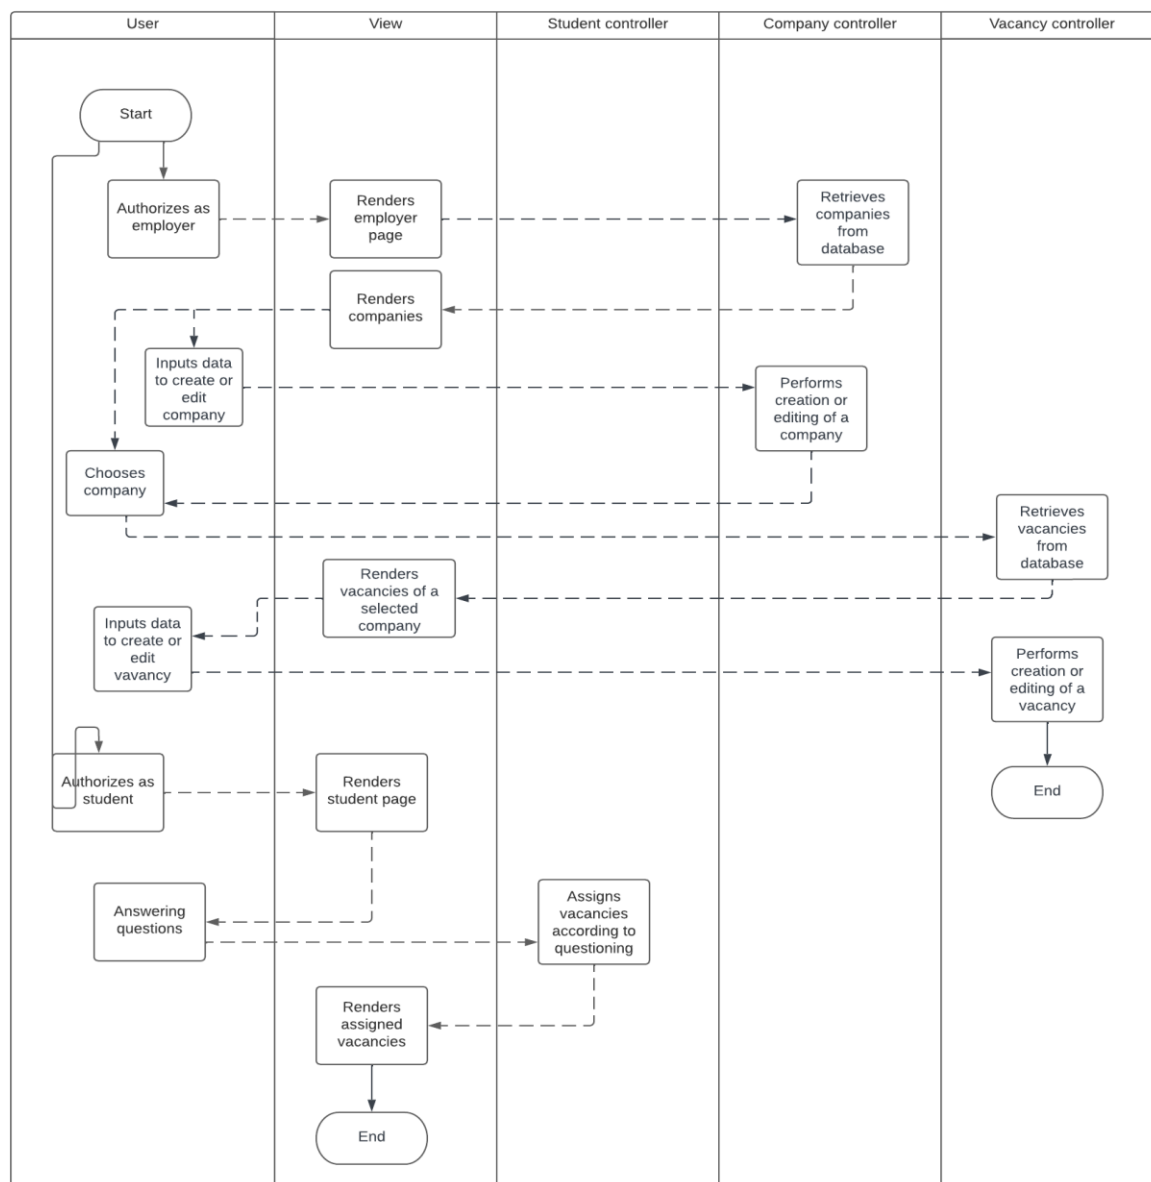 User
View
Student controller
Company controller
Vacancy controller
Start
Authorizes as
employer
Renders
employer
page
Retrieves
companies
from
database
Renders
companies
Inputs data
to create or
edit
company
Performs
creation or
editing of a
company
Chooses
company
Retrieves
vacancies
from
database
Renders
vacancies of a
selected
company
Inputs data
to create or
edit
vavancy
Performs
creation or
editing of a
vacancy
End
Authorizes as
student
Renders
student page
Answering
questions
Assigns
vacancies
according to
questioning
Renders
assigned
vacancies
End